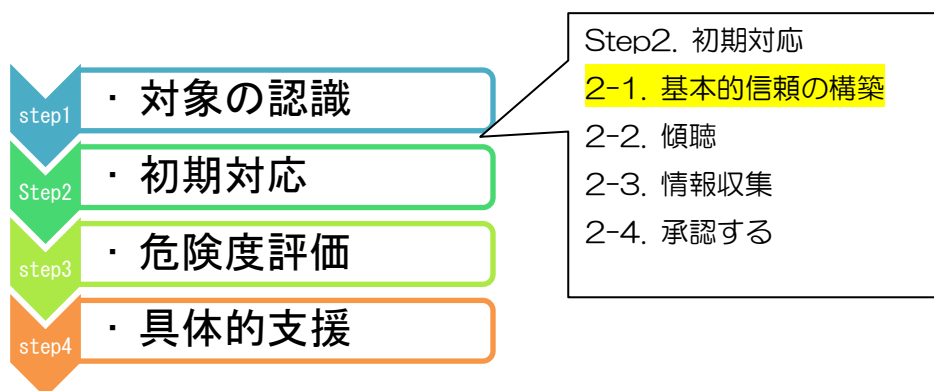 step1
・対象の認識
Step2
・初期対応
step3
・危険度評価
step4
・具体的支援
Step2. 初期対応
2-1. 基本的信頼の構築
2-2. 傾聴
2-3. 情報収集
2-4. 承認する